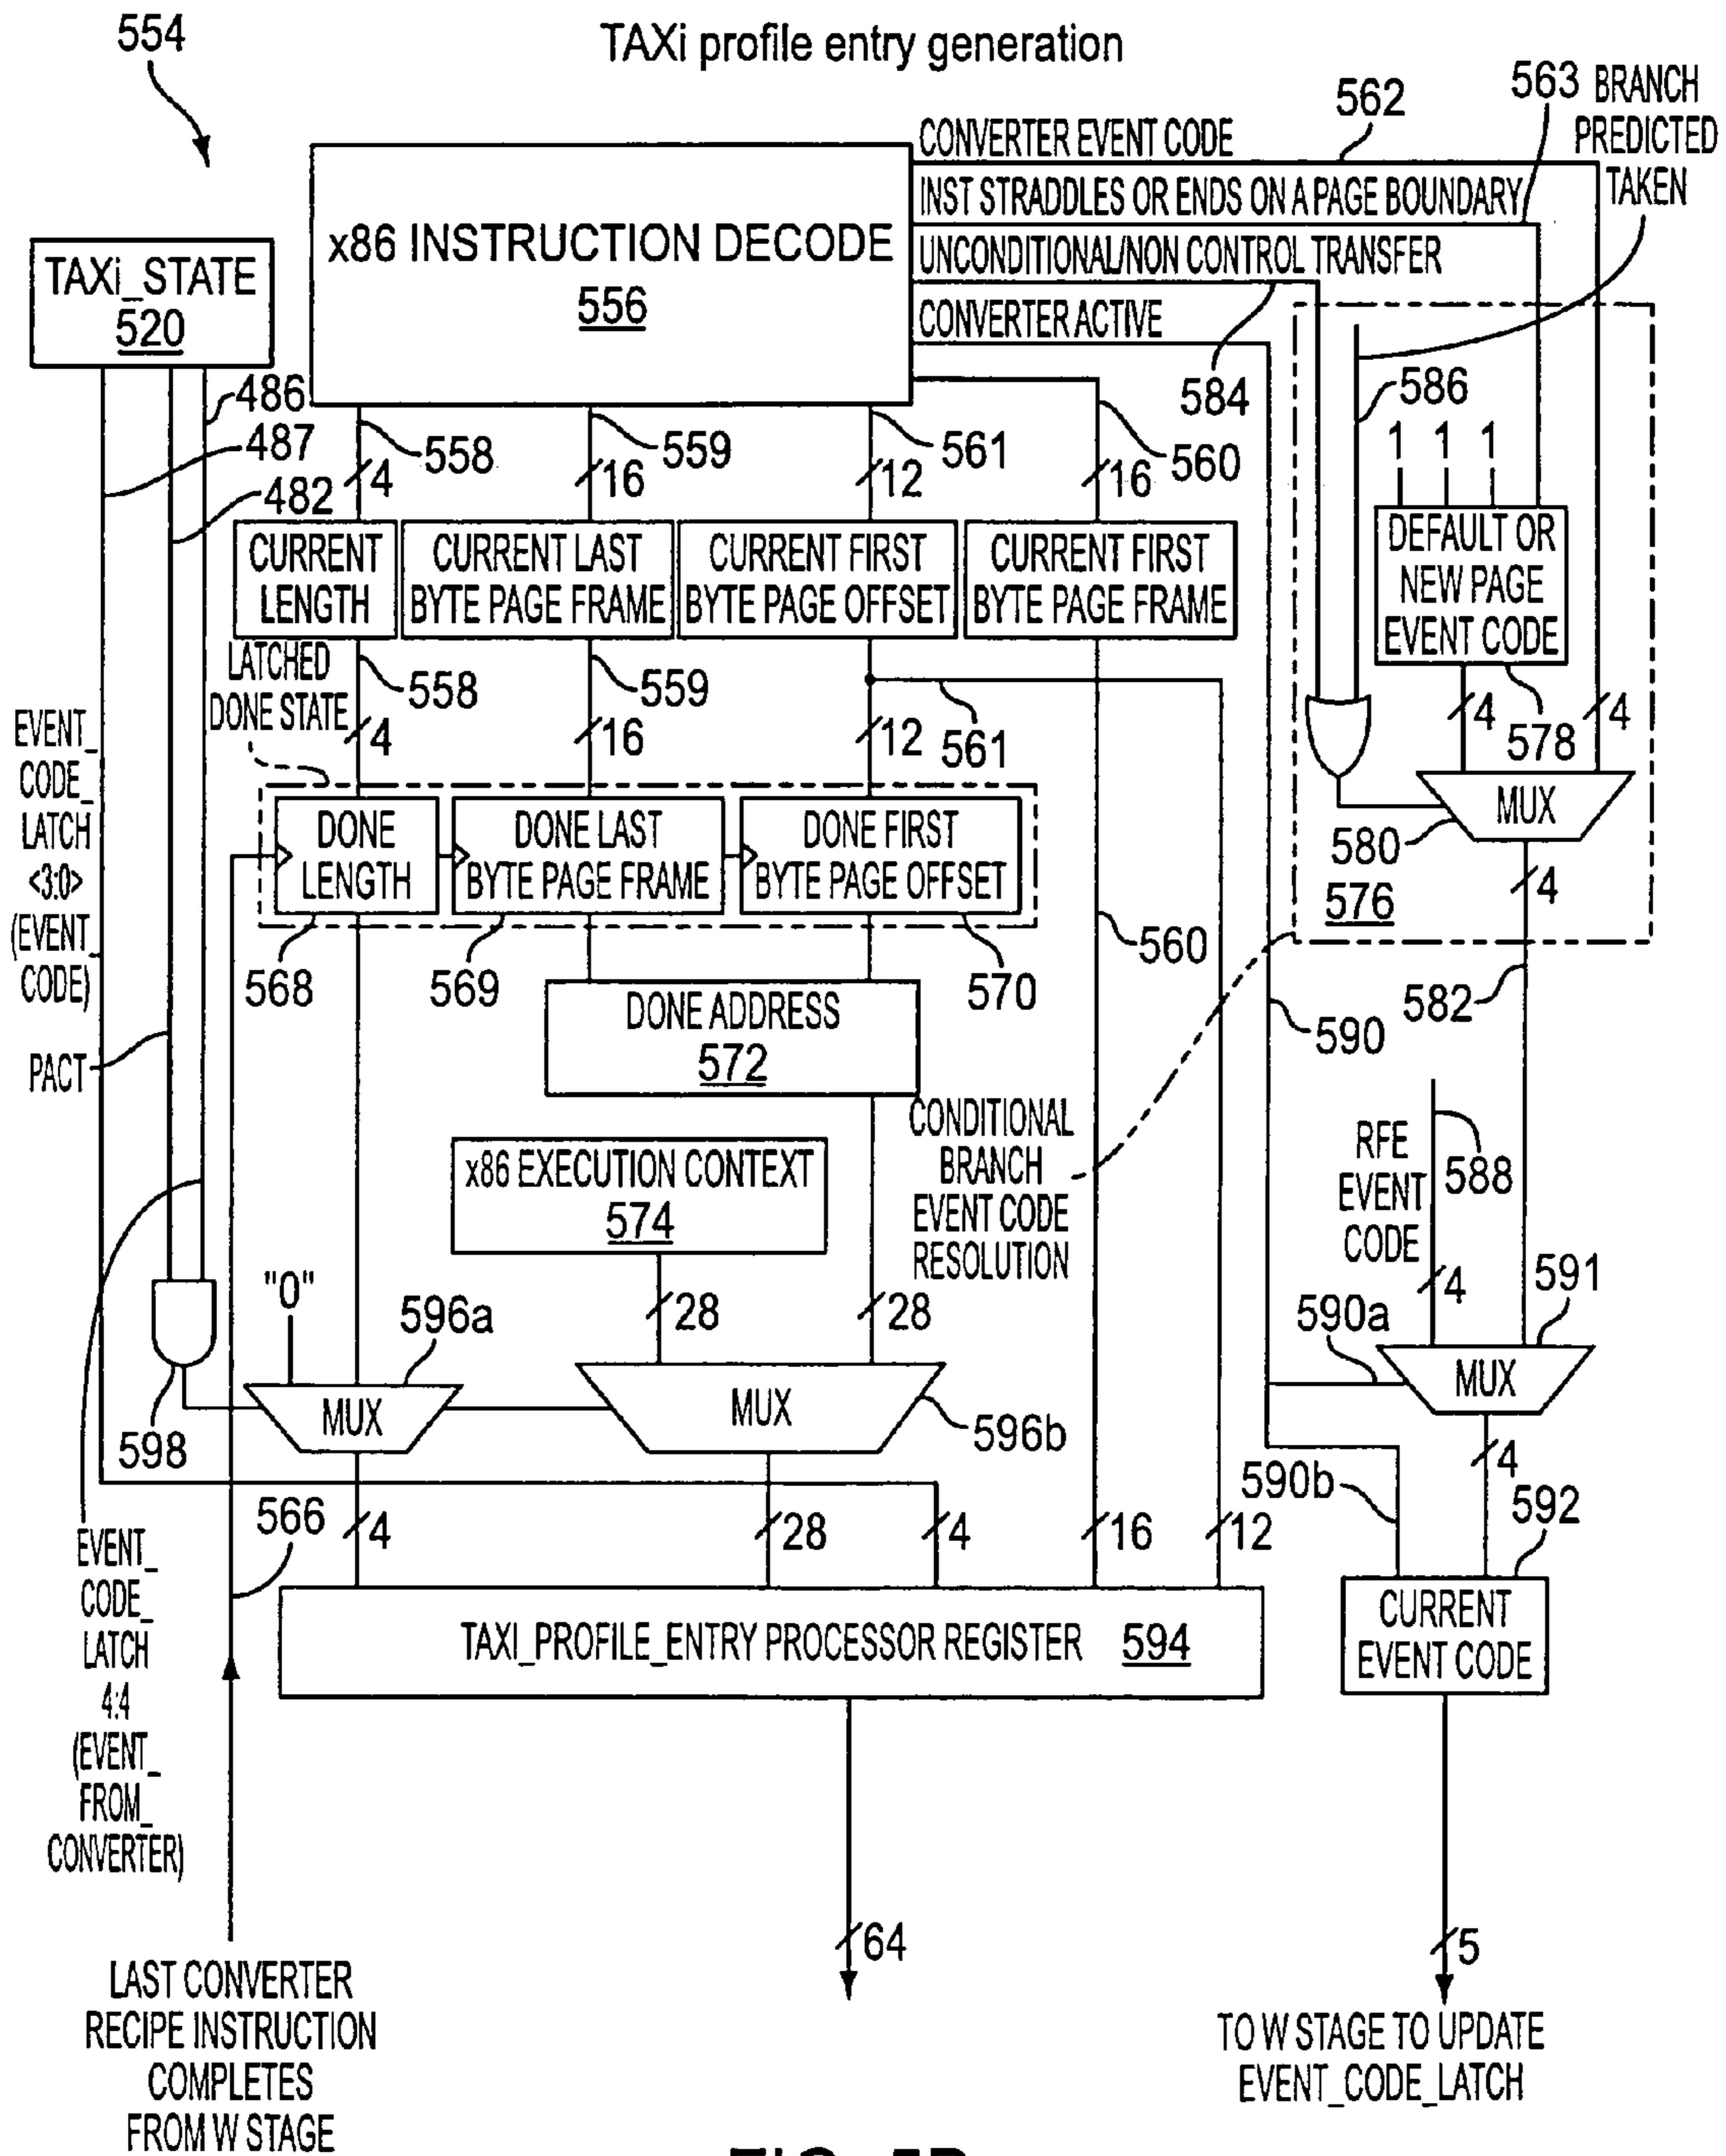 TAXi profile entry generation
554
562
563
BRANCH
PREDICTED
TAKEN
CONVERTER EVENT CODE
INST STRADDLES OR ENDS ON A PAGE BOUNDARY
UNCONDITIONAL/NON CONTROL TRANSFER
CONVERTER ACTIVE
x86 INSTRUCTION DECODE
556
TAXi_STATE
520
486
487
482
558
4
559
16
561
12
560
16
584
586
1 1 1
CURRENT
LENGTH
CURRENT LAST
BYTE PAGE FRAME
CURRENT FIRST
BYTE PAGE OFFSET
CURRENT FIRST
BYTE PAGE FRAME
DEFAULT OR
NEW PAGE
EVENT CODE
LATCHED
DONE STATE
558
4
559
16
12
561
4
578
4
EVENT_
CODE_
LATCH
<3:0>
(EVENT_
CODE)
DONE
LENGTH
DONE LAST
BYTE PAGE FRAME
DONE FIRST
BYTE PAGE OFFSET
MUX
580
4
576
568
569
570
560
582
590
DONE ADDRESS
572
PACT
CONDITIONAL
BRANCH
EVENT CODE
RESOLUTION
x86 EXECUTION CONTEXT
574
RFE
EVENT
CODE
588
4
"0"
596a
28
28
590a
591
MUX
MUX
MUX
598
596b
4
590b
592
566
4
28
4
16
12
EVENT_
CODE_
LATCH
4:4
(EVENT_
FROM_
CONVERTER)
TAXI_PROFILE_ENTRY PROCESSOR REGISTER 594
CURRENT
EVENT CODE
64
5
LAST CONVERTER
RECIPE INSTRUCTION
COMPLETES
FROM W STAGE
TO W STAGE TO UPDATE
EVENT_CODE_LATCH